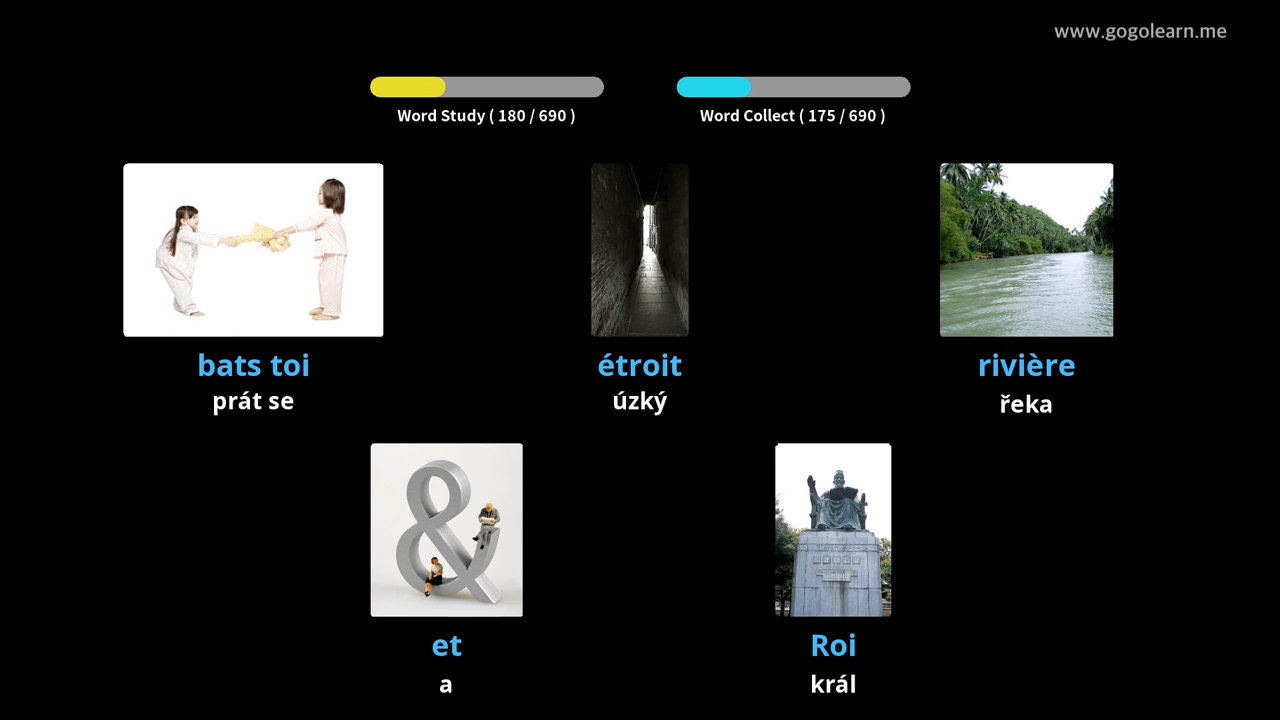 www.gogolearn.me
Word Study ( 180 / 690 )
Word Collect ( 175 / 690 )
bats toi
prát se
étroit
úzký
rivière
řeka
et
a
Roi
král